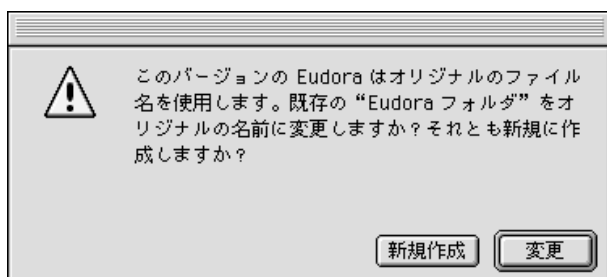 このバージョンの Eudora はオリジナルのファイル
名を使用します。既存の“Eudora フォルダ”をオ
リジナルの名前に変更しますか？それとも新規に作
成しますか？
新規作成
変更